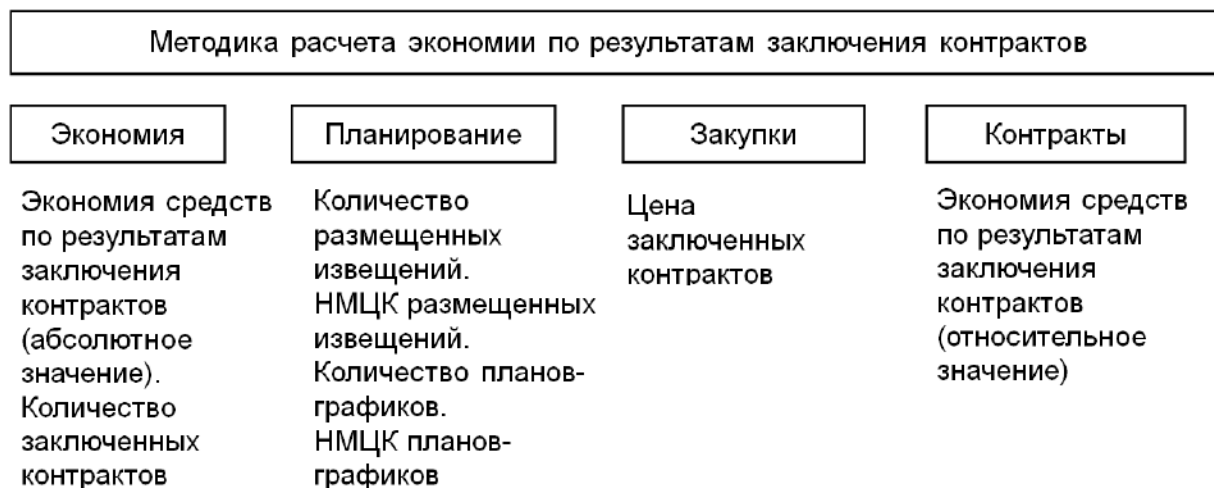 Методика расчета экономии по результатам заключения контрактов
Экономия
Планирование
Закупки
Контракты
Экономия средств
по результатам
заключения
контрактов
(абсолютное
значение).
Количество
заключенных
контрактов
Количество
размещенных
извещений.
НМЦК размещенных
извещений.
Количество планов-
графиков.
НМЦК планов-
графиков
Цена
заключенных
контрактов
Экономия средств
по результатам
заключения
контрактов
(относительное
значение)